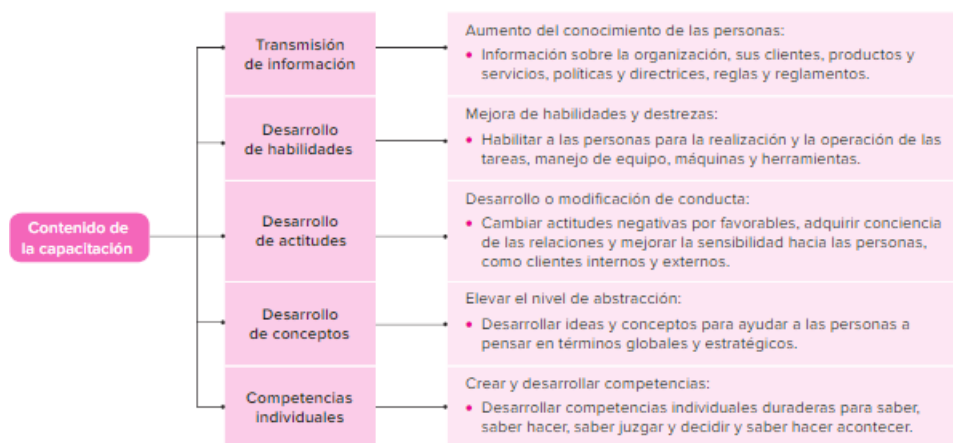 Contenido de
la capacitación
Transmisión
de información
Aumento del conocimiento de las personas:
• Información sobre la organización, sus clientes, productos y
servicios, políticas y directrices, reglas y reglamentos.
Desarrollo
de habilidades
Mejora de habilidades y destrezas:
• Habilitar a las personas para la realización y la operación de las
tareas, manejo de equipo, máquinas y herramientas.
Desarrollo
de actitudes
Desarrollo o modificación de conducta:
• Cambiar actitudes negativas por favorables, adquirir conciencia
de las relaciones y mejorar la sensibilidad hacia las personas,
como clientes internos y externos.
Desarrollo
de conceptos
Elevar el nivel de abstracción:
• Desarrollar ideas y conceptos para ayudar a las personas a
pensar en términos globales y estratégicos.
Competencias
individuales
Crear y desarrollar competencias:
• Desarrollar competencias individuales duraderas para saber,
saber hacer, saber juzgar y decidir y saber hacer acontecer.